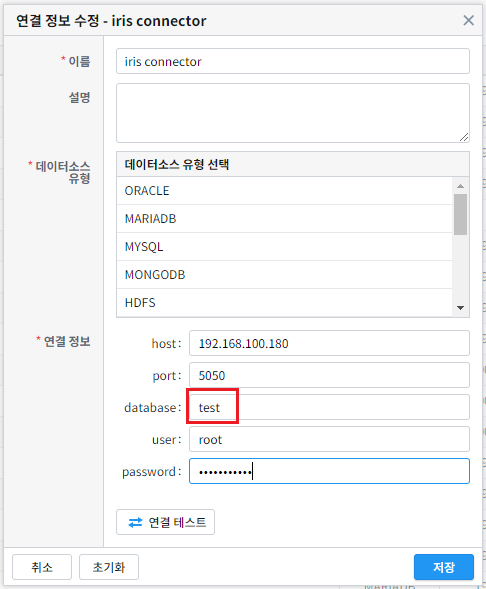 연결 정보 수정 - iris connector
* 이름
iris connector
설명
* 데이터소스
유형
데이터소스 유형 선택
ORACLE
MARIADB
MYSQL
MONGODB
HDFS
* 연결 정보
host:
192.168.100.180
port:
5050
database:
test
user:
root
password:
•••••••••••
연결 테스트
취소
초기화
저장